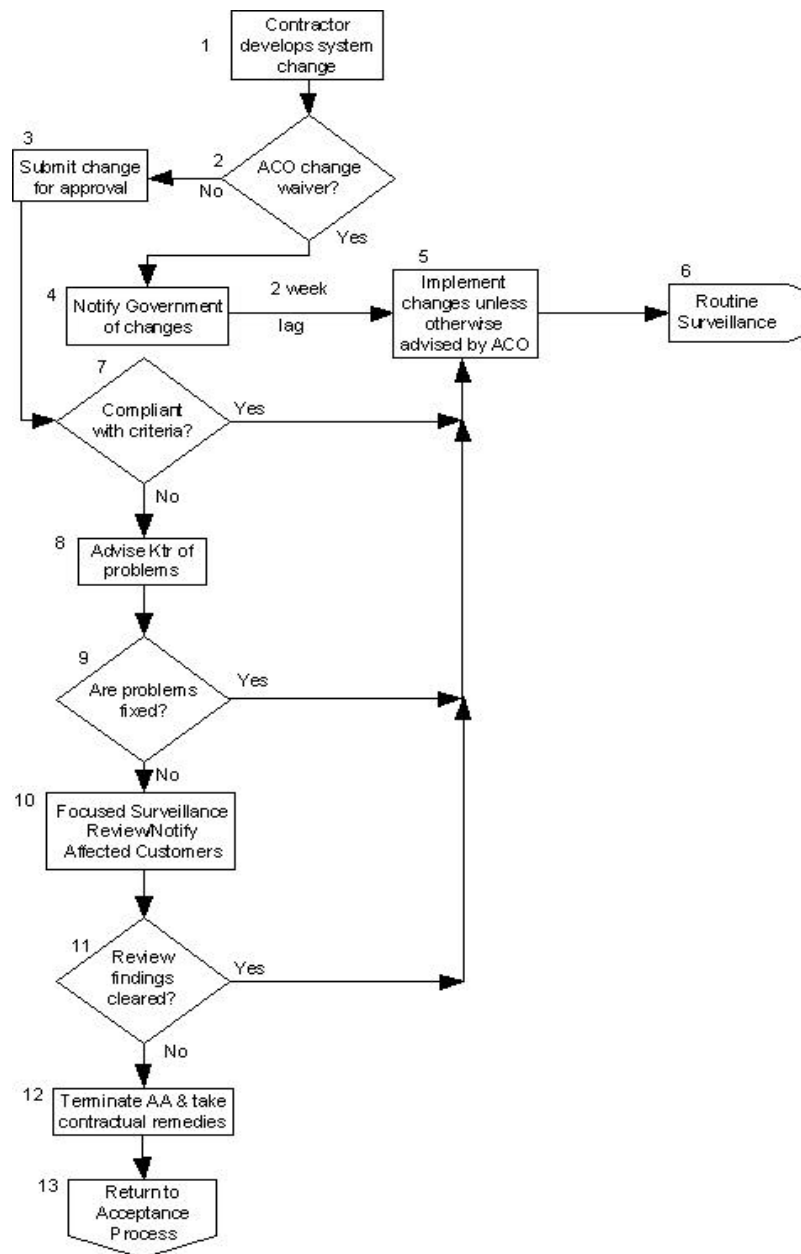 1
Contractor
develops system
change
2
ACO change
waiver?
No
Yes
3
Submit change
for approval
4
Notify Government
of changes
2 week
lag
5
Implement
changes unless
otherwise
advised by ACO
6
Routine
Surveillance
7
Compliant
with criteria?
Yes
No
8
Advise Ktr of
problems
9
Are problems
fixed?
Yes
No
10
Focused Surveillance
Review/Notify
Affected Customers
11
Review
findings
cleared?
Yes
No
12
Terminate AA & take
contractual remedies
13
Return to
Acceptance
Process